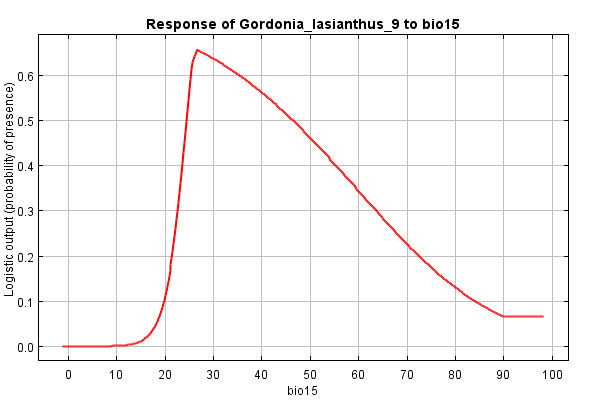 Response of Gordonia_lasianthus_9 to bio15
Logistic output (probability of presence)
0.6
0.5
0.4
0.3
0.2
0.1
0.0
0 10 20 30 40 50 60 70 80 90 100
bio15